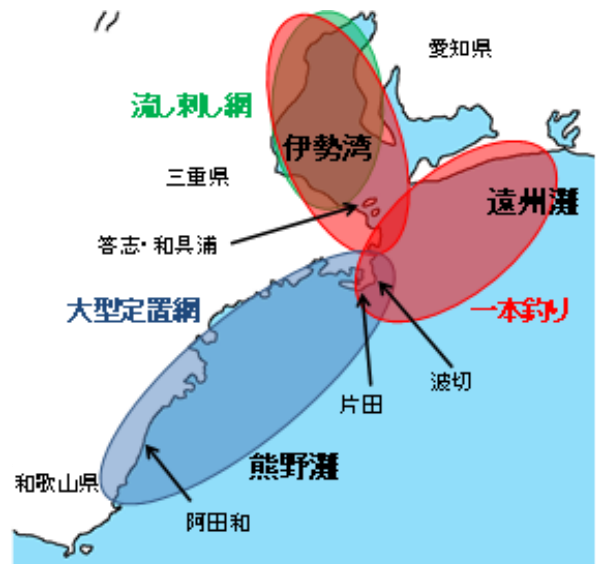 愛知県
流し刺し網
伊勢湾
三重県
遠州灘
答志・和具浦
大型定置網
一本釣り
波切
片田
熊野灘
和歌山県
阿田和